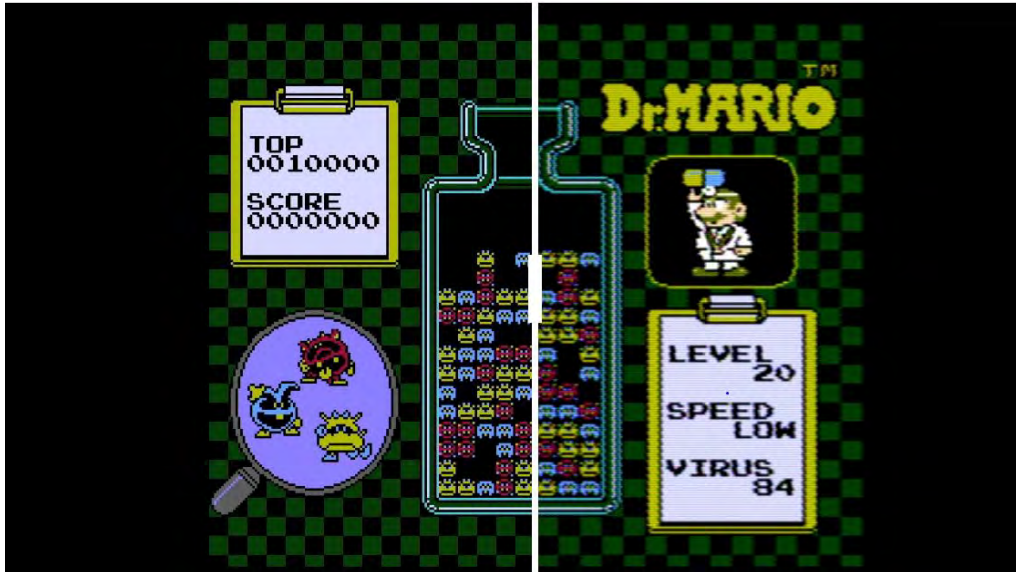 TOP
0010000
SCORE
0000000
TM
Dr. MARIO
LEVEL
20
SPEED
LOW
VIRUS
84